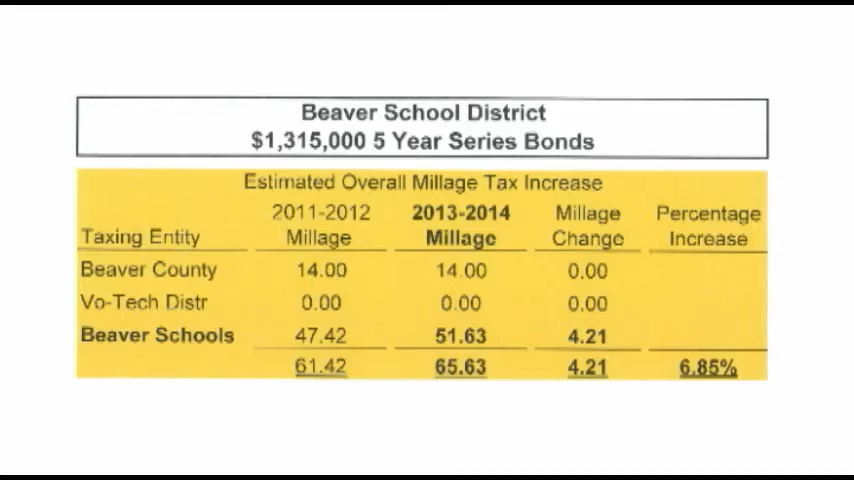 Beaver School District
$1,315,000 5 Year Series Bonds
Estimated Overall Millage Tax Increase
2011-2012 2013-2014 Millage Percentage
Taxing Entity Millage Millage Change Increase
Beaver County 14.00 14.00 0.00
Vo-Tech Distr 0.00 0.00 0.00
Beaver Schools 47.42 51.63 4.21
61.42 65.63 4.21 6.85%